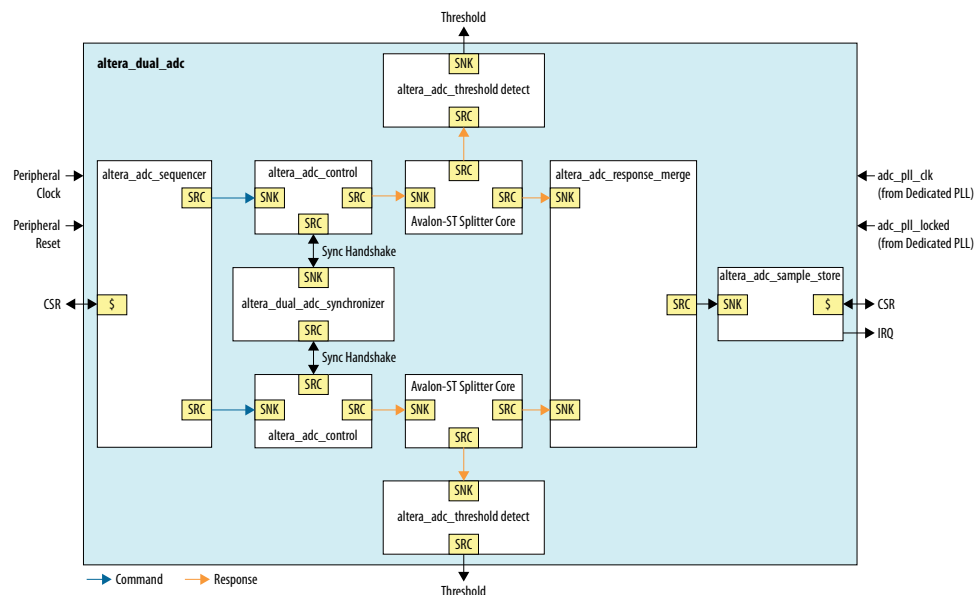 Threshold
altera_dual_adc
SNK
altera_adc_threshold detect
SRC
Peripheral
Clock
Peripheral
Reset
CSR
altera_adc_sequencer
SRC
$
SRC
altera_adc_control
SNK
SRC
SRC
Sync Handshake
SNK
altera_dual_adc_synchronizer
SRC
Sync Handshake
SRC
SNK
SRC
altera_adc_control
SRC
SNK
SRC
Avalon-ST Splitter Core
Avalon-ST Splitter Core
SNK
SRC
SRC
altera_adc_response_merge
SNK
SRC
SNK
altera_adc_sample_store
SNK
$
CSR
IRQ
adc_pll_clk
(from Dedicated PLL)
adc_pll_locked
(from Dedicated PLL)
SNK
altera_adc_threshold detect
SRC
Threshold
Command
Response